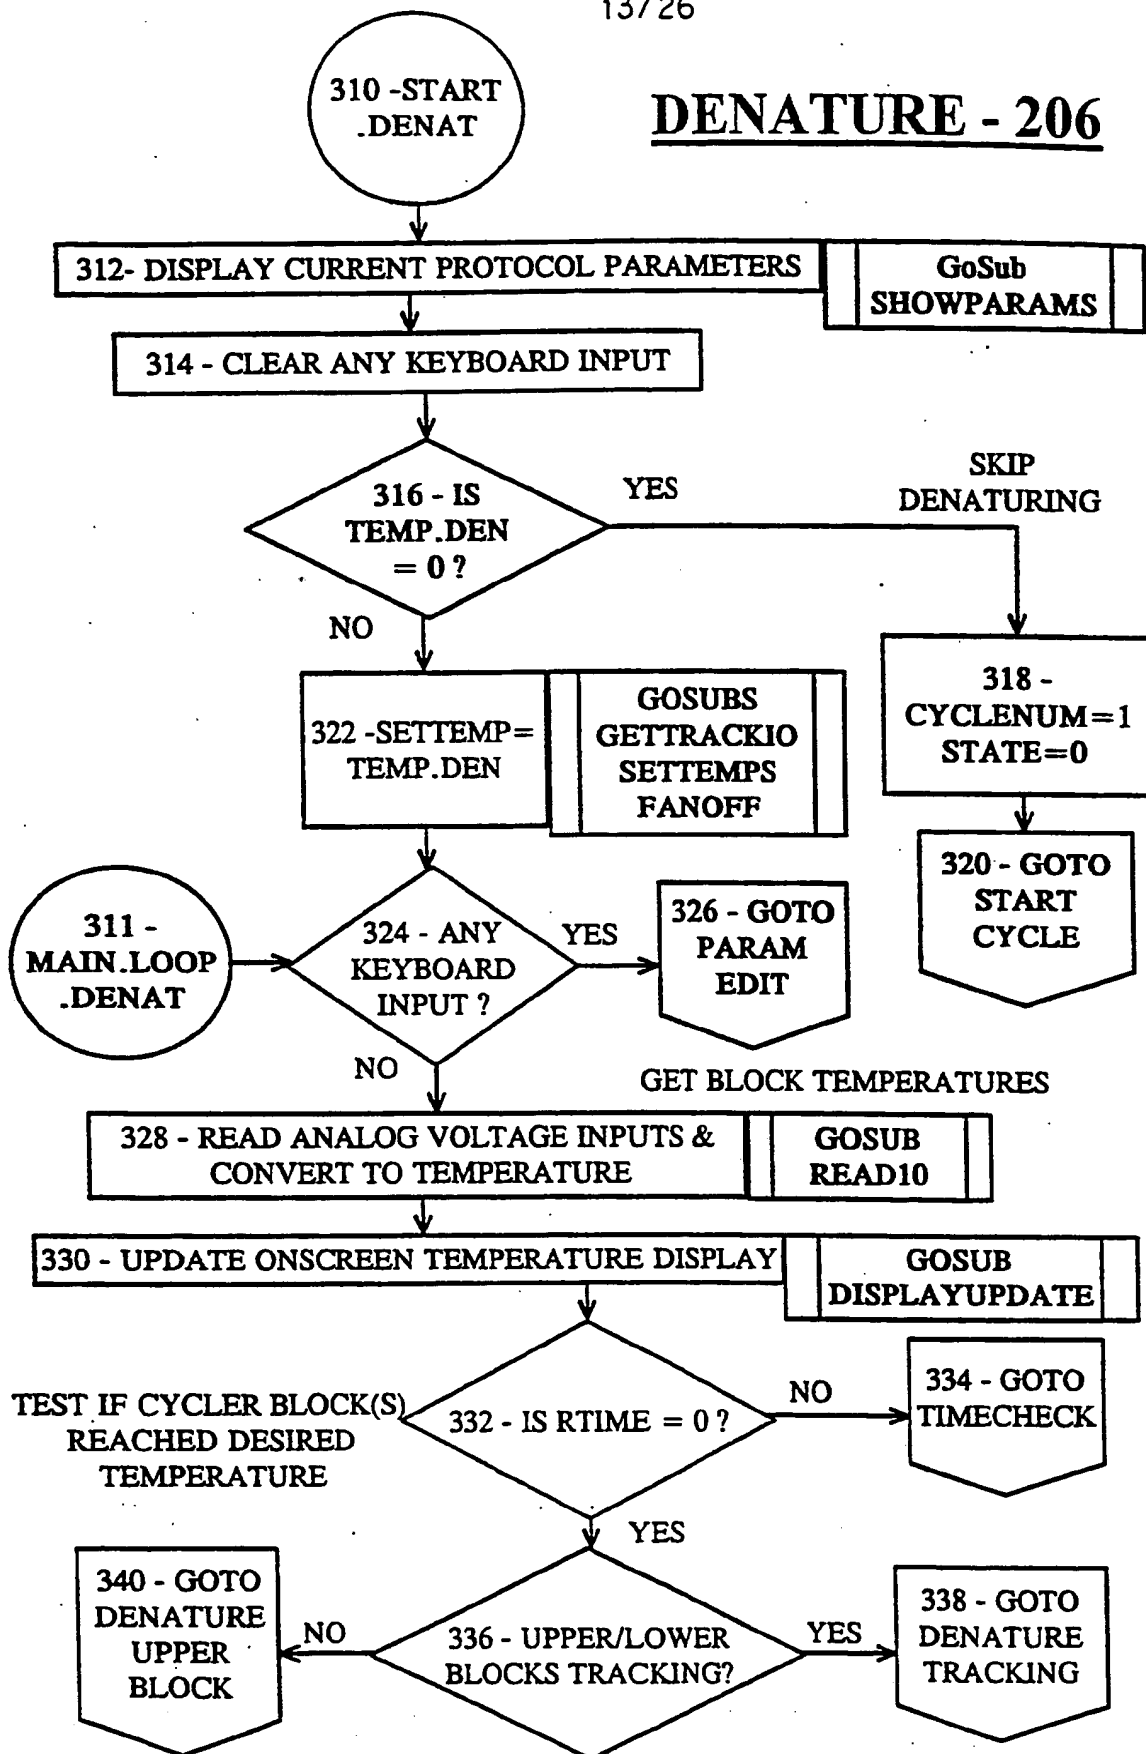 13/26
310 -START
.DENAT
DENATURE - 206
312- DISPLAY CURRENT PROTOCOL PARAMETERS
GoSub
SHOWPARAMS
314 - CLEAR ANY KEYBOARD INPUT
316 - IS
TEMP.DEN
= 0 ?
YES
SKIP
DENATURING
NO
318 -
CYCLENUM=1
STATE=0
322 -SETTEMP=
TEMP.DEN
GOSUBS
GETTRACKIO
SETTEMPS
FANOFF
320 - GOTO
START
CYCLE
311 -
MAIN.LOOP
.DENAT
324 - ANY
KEYBOARD
INPUT ?
YES
326 - GOTO
PARAM
EDIT
NO
GET BLOCK TEMPERATURES
328 - READ ANALOG VOLTAGE INPUTS &
CONVERT TO TEMPERATURE
GOSUB
READ10
330 - UPDATE ONSCREEN TEMPERATURE DISPLAY
GOSUB
DISPLAYUPDATE
TEST IF CYCLER BLOCK(S)
REACHED DESIRED
TEMPERATURE
332 - IS RTIME = 0 ?
NO
334 - GOTO
TIMECHECK
YES
340 - GOTO
DENATURE
UPPER
BLOCK
NO
336 - UPPER/LOWER
BLOCKS TRACKING?
YES
338 - GOTO
DENATURE
TRACKING